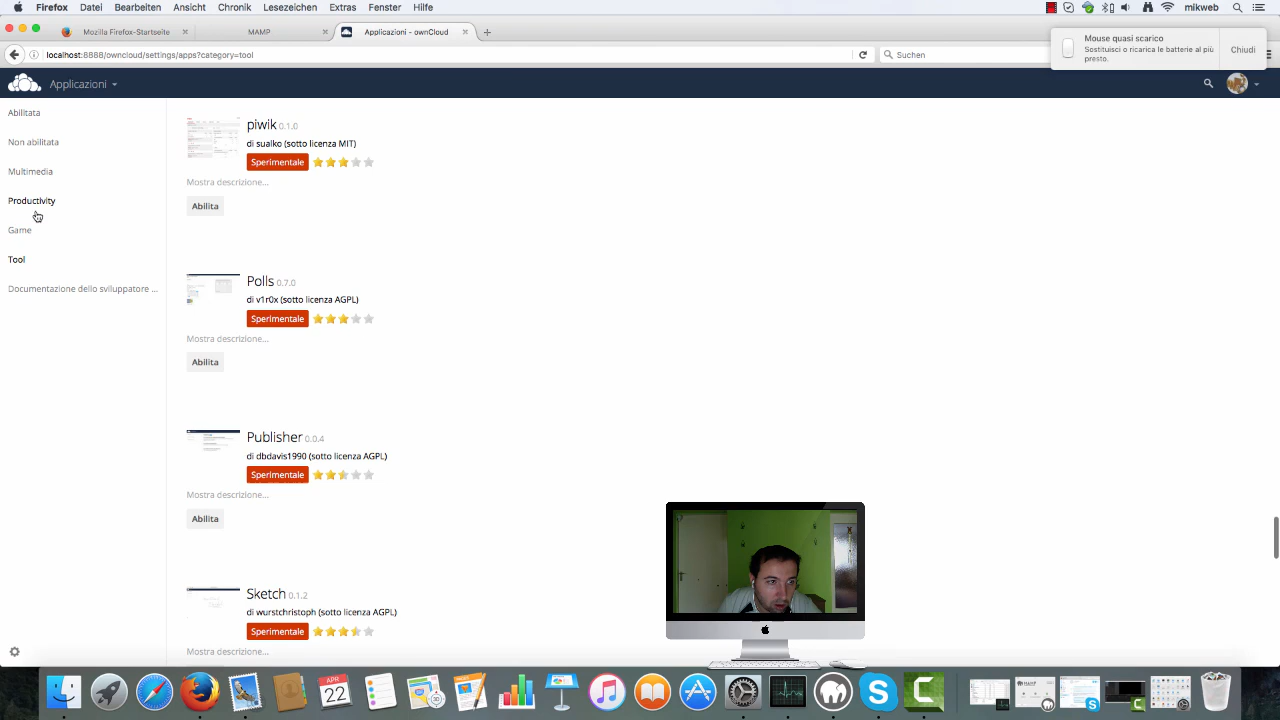 Firefox Datei Bearbeiten Ansicht Chronik Lesezeichen Extras Fenster Hilfe mikweb
Mozilla Firefox-Startseite MAMP Applicazioni - ownCloud
localhost:8888/owncloud/settings/apps?category=tool Suchen
Mouse quasi scarico
Sostituisci o ricarica le batterie al più
presto.
Chiudi
Applicazioni
Abilitata
Non abilitata
Multimedia
Productivity
Game
Tool
Documentazione dello sviluppatore ...
piwik 0.1.0
di sualko (sotto licenza MIT)
Sperimentale
Mostra descrizione...
Abilita
Polls 0.7.0
di v1r0x (sotto licenza AGPL)
Sperimentale
Mostra descrizione...
Abilita
Publisher 0.0.4
di dbdavis1990 (sotto licenza AGPL)
Sperimentale
Mostra descrizione...
Abilita
Sketch 0.1.2
di wurstchristoph (sotto licenza AGPL)
Sperimentale
Mostra descrizione...
APR
22